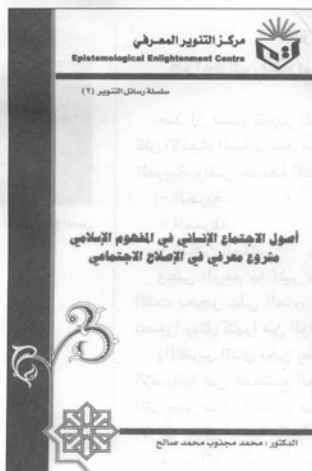 مركز التنوير المعرفي
Epistemological Enlightenment Centre
سلسلة رسائل التنوير (٢)
أصول الاجتماع الإنساني في المفهوم الإسلامي
مشروع معرفي في الإصلاح الاجتماعي
الدكتور : محمد مجذوب محمد صالح